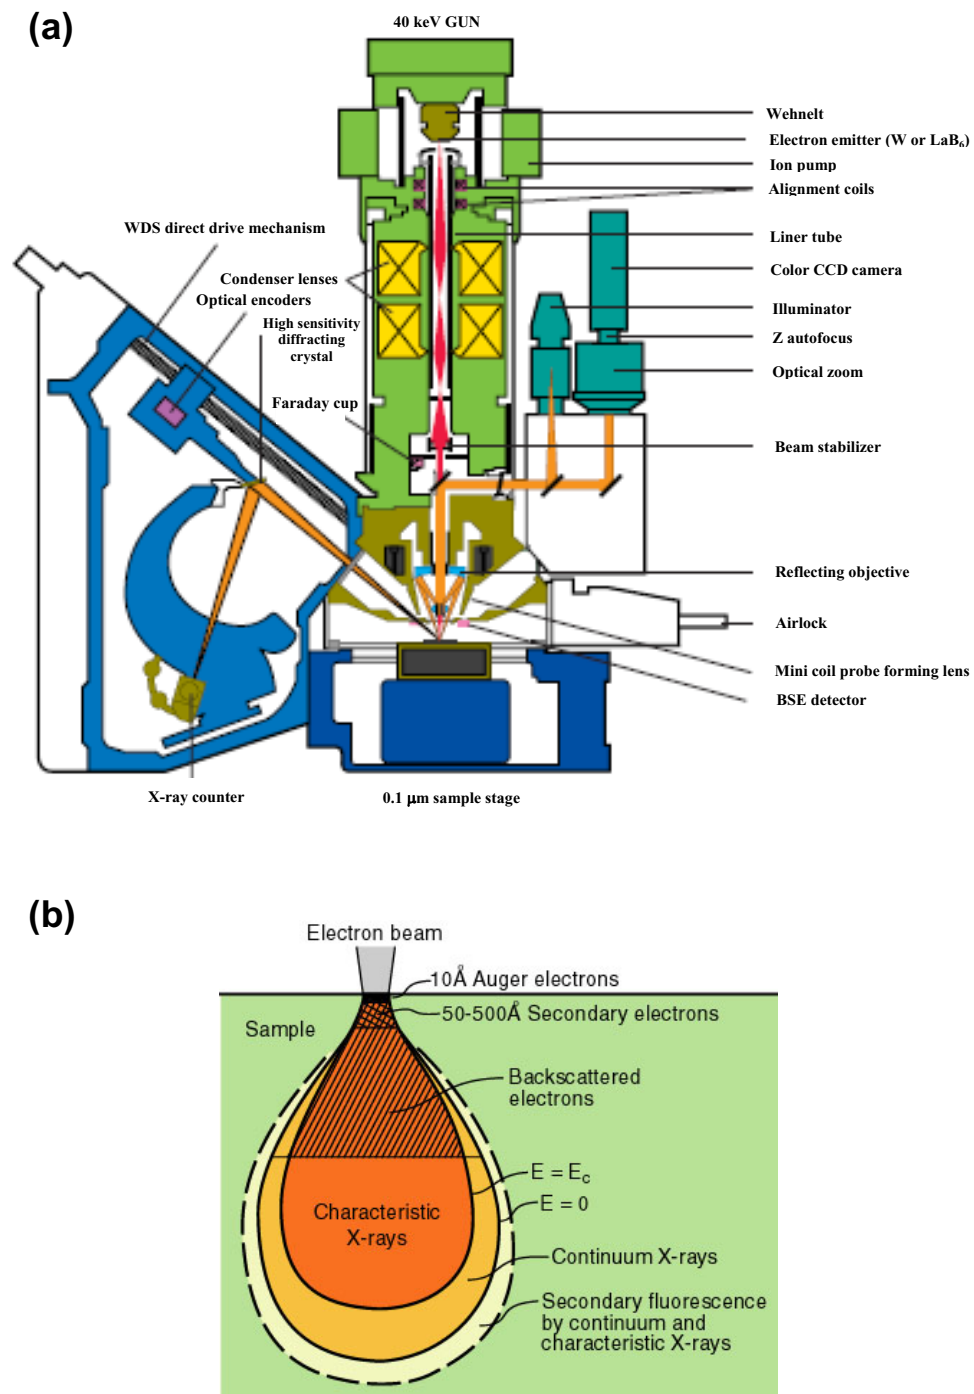 (a)
40 keV GUN
Wehnelt
Electron emitter (W or LaB₆)
Ion pump
Alignment coils
WDS direct drive mechanism
Liner tube
Condenser lenses
Color CCD camera
Optical encoders
Illuminator
High sensitivity
diffracting
crystal
Z autofocus
Optical zoom
Faraday cup
Beam stabilizer
Reflecting objective
Airlock
Mini coil probe forming lens
BSE detector
X-ray counter
0.1 μm sample stage
(b)
Electron beam
10Å Auger electrons
50-500Å Secondary electrons
Sample
Backscattered
electrons
E = E꜀
E = 0
Characteristic
X-rays
Continuum X-rays
Secondary fluorescence
by continuum and
characteristic X-rays